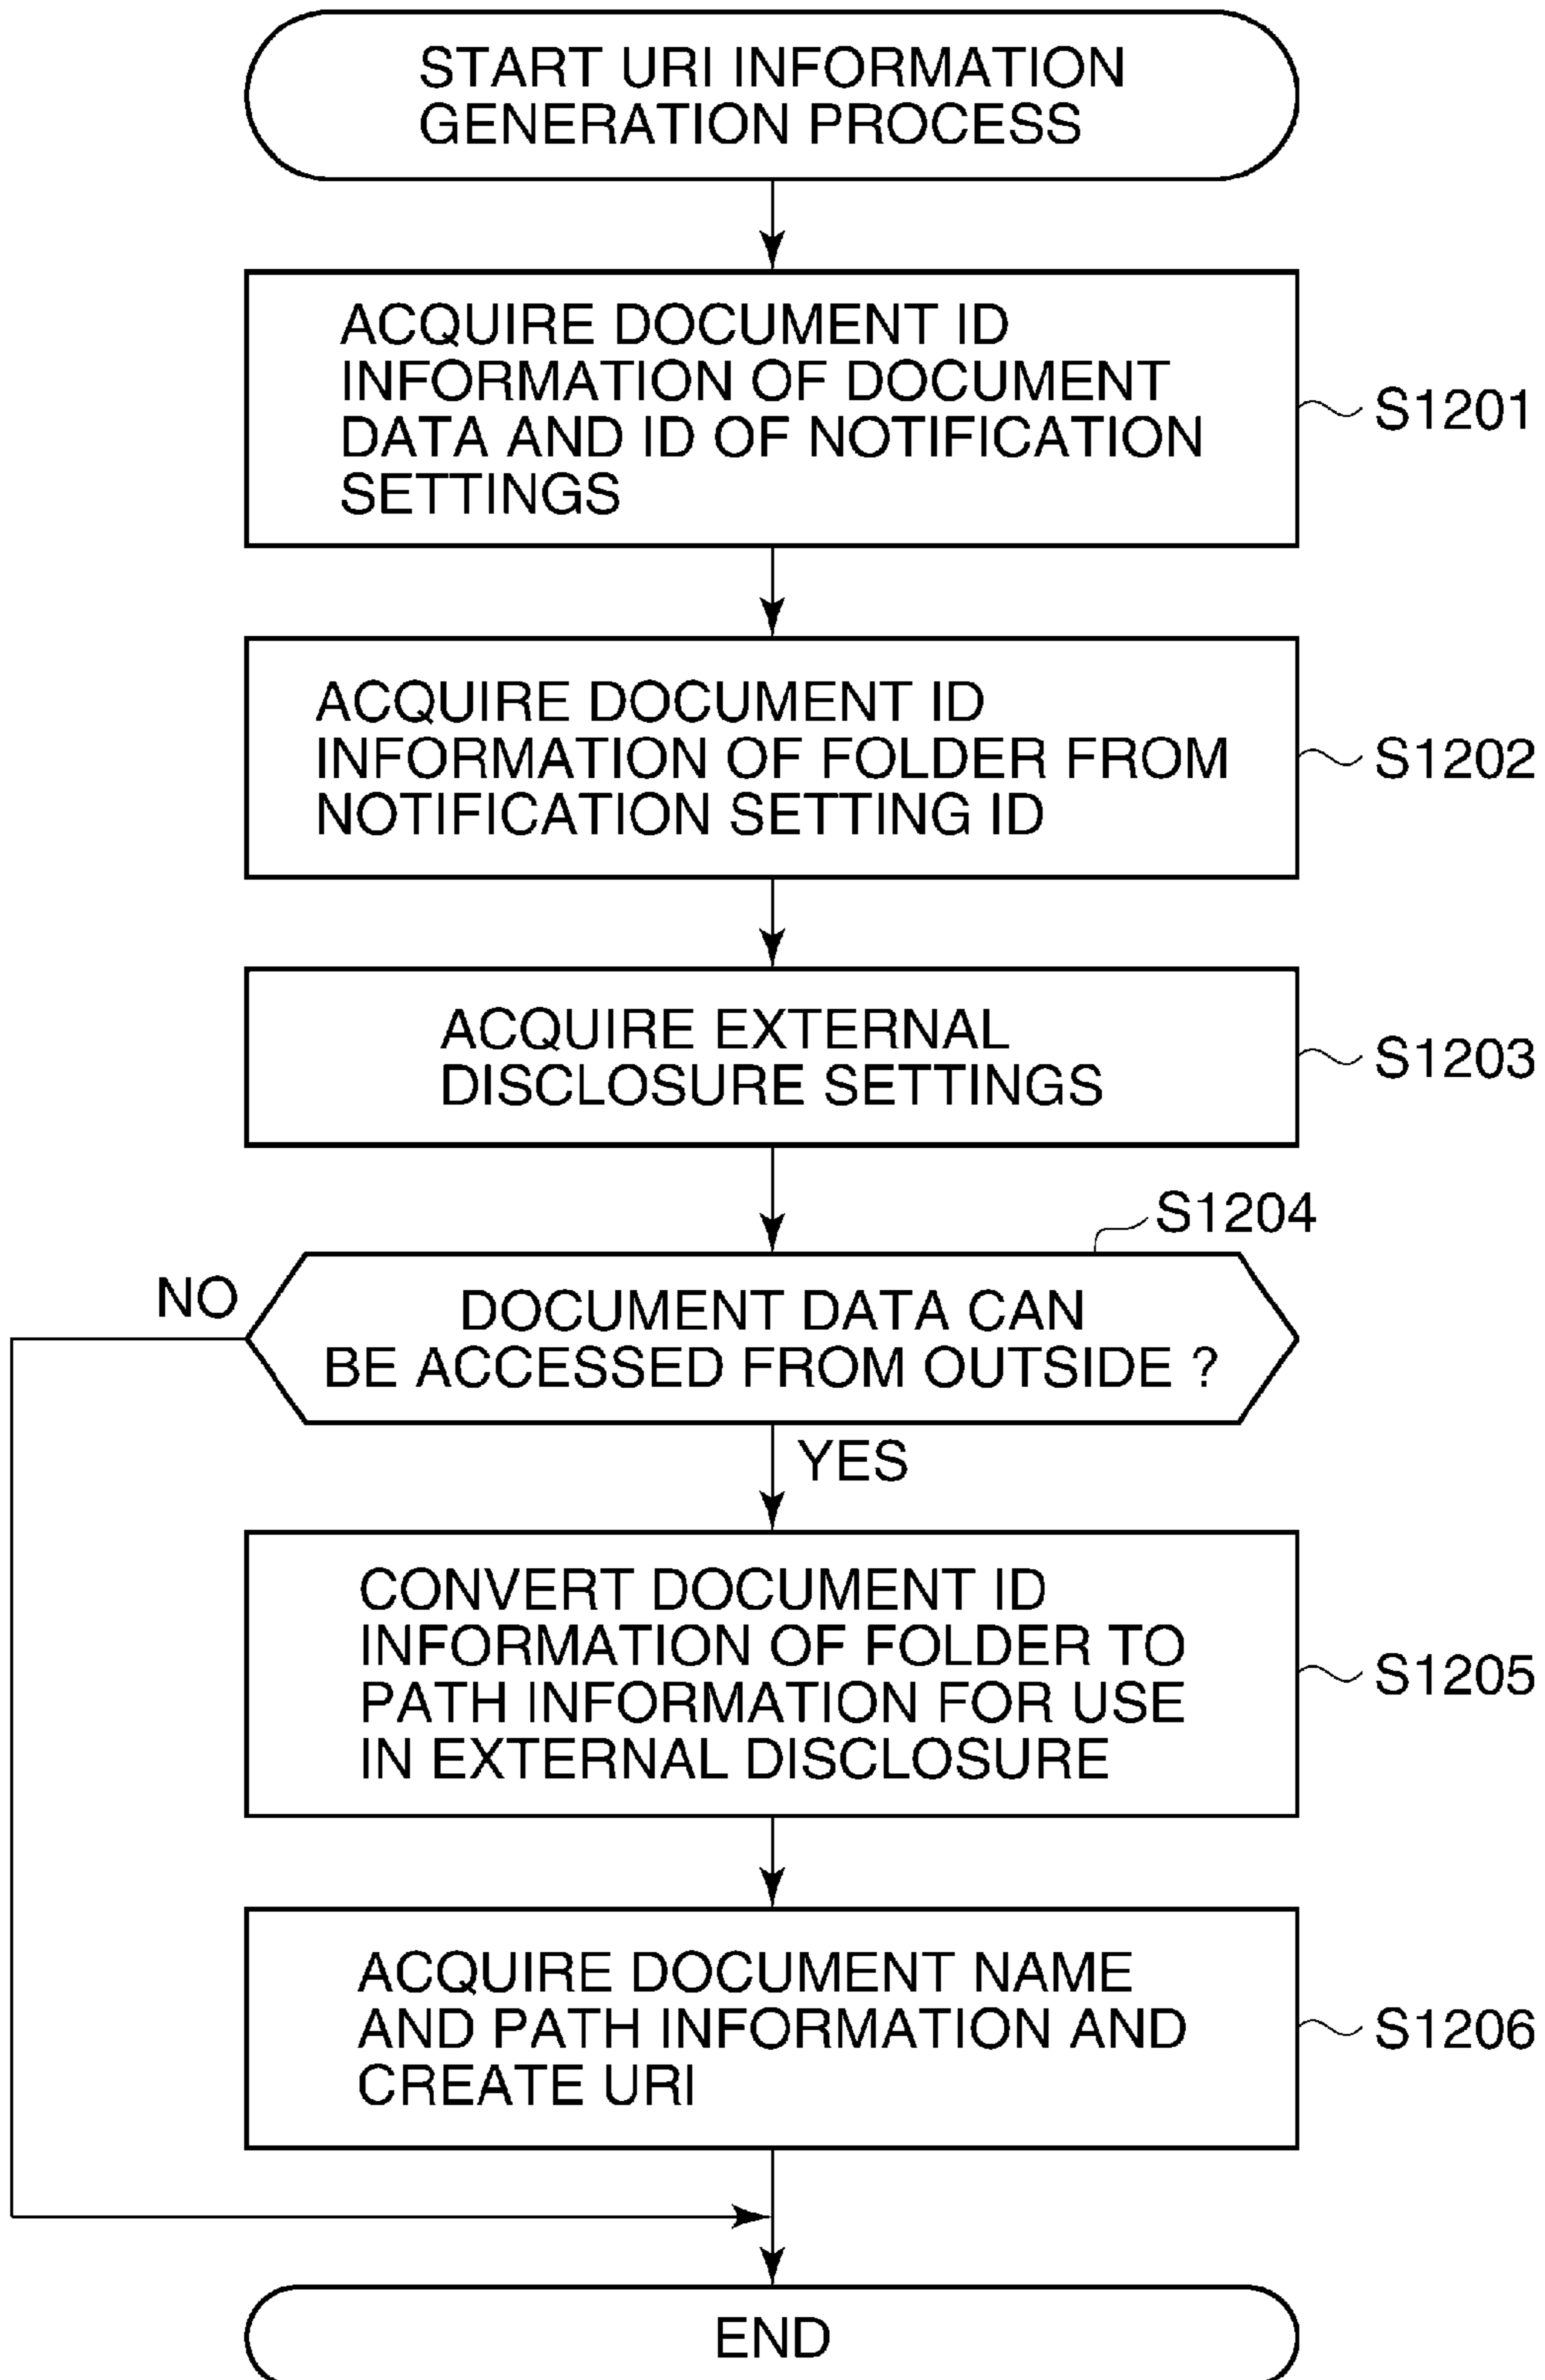 START URI INFORMATION
GENERATION PROCESS
ACQUIRE DOCUMENT ID
INFORMATION OF DOCUMENT
DATA AND ID OF NOTIFICATION
SETTINGS
S1201
ACQUIRE DOCUMENT ID
INFORMATION OF FOLDER FROM
NOTIFICATION SETTING ID
S1202
ACQUIRE EXTERNAL
DISCLOSURE SETTINGS
S1203
S1204
NO
DOCUMENT DATA CAN
BE ACCESSED FROM OUTSIDE ?
YES
CONVERT DOCUMENT ID
INFORMATION OF FOLDER TO
PATH INFORMATION FOR USE
IN EXTERNAL DISCLOSURE
S1205
ACQUIRE DOCUMENT NAME
AND PATH INFORMATION AND
CREATE URI
S1206
END